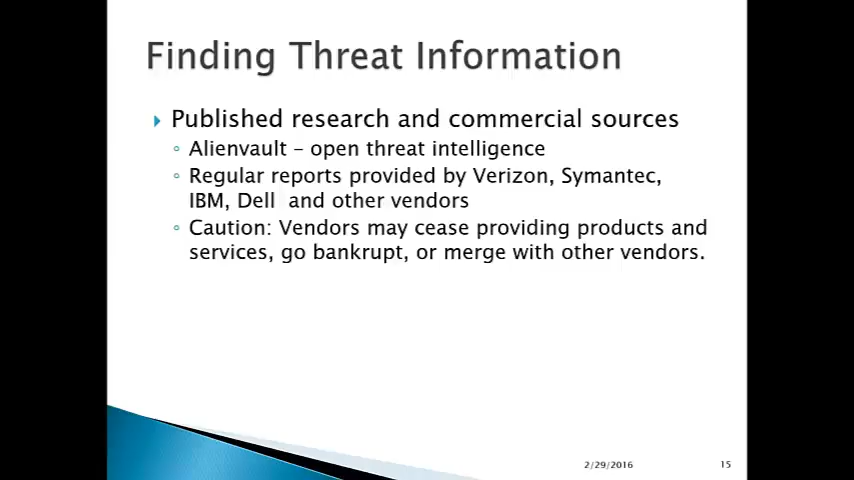 Finding Threat Information
Published research and commercial sources
Alienvault – open threat intelligence
Regular reports provided by Verizon, Symantec,
IBM, Dell and other vendors
Caution: Vendors may cease providing products and
services, go bankrupt, or merge with other vendors.
2/29/2016 15